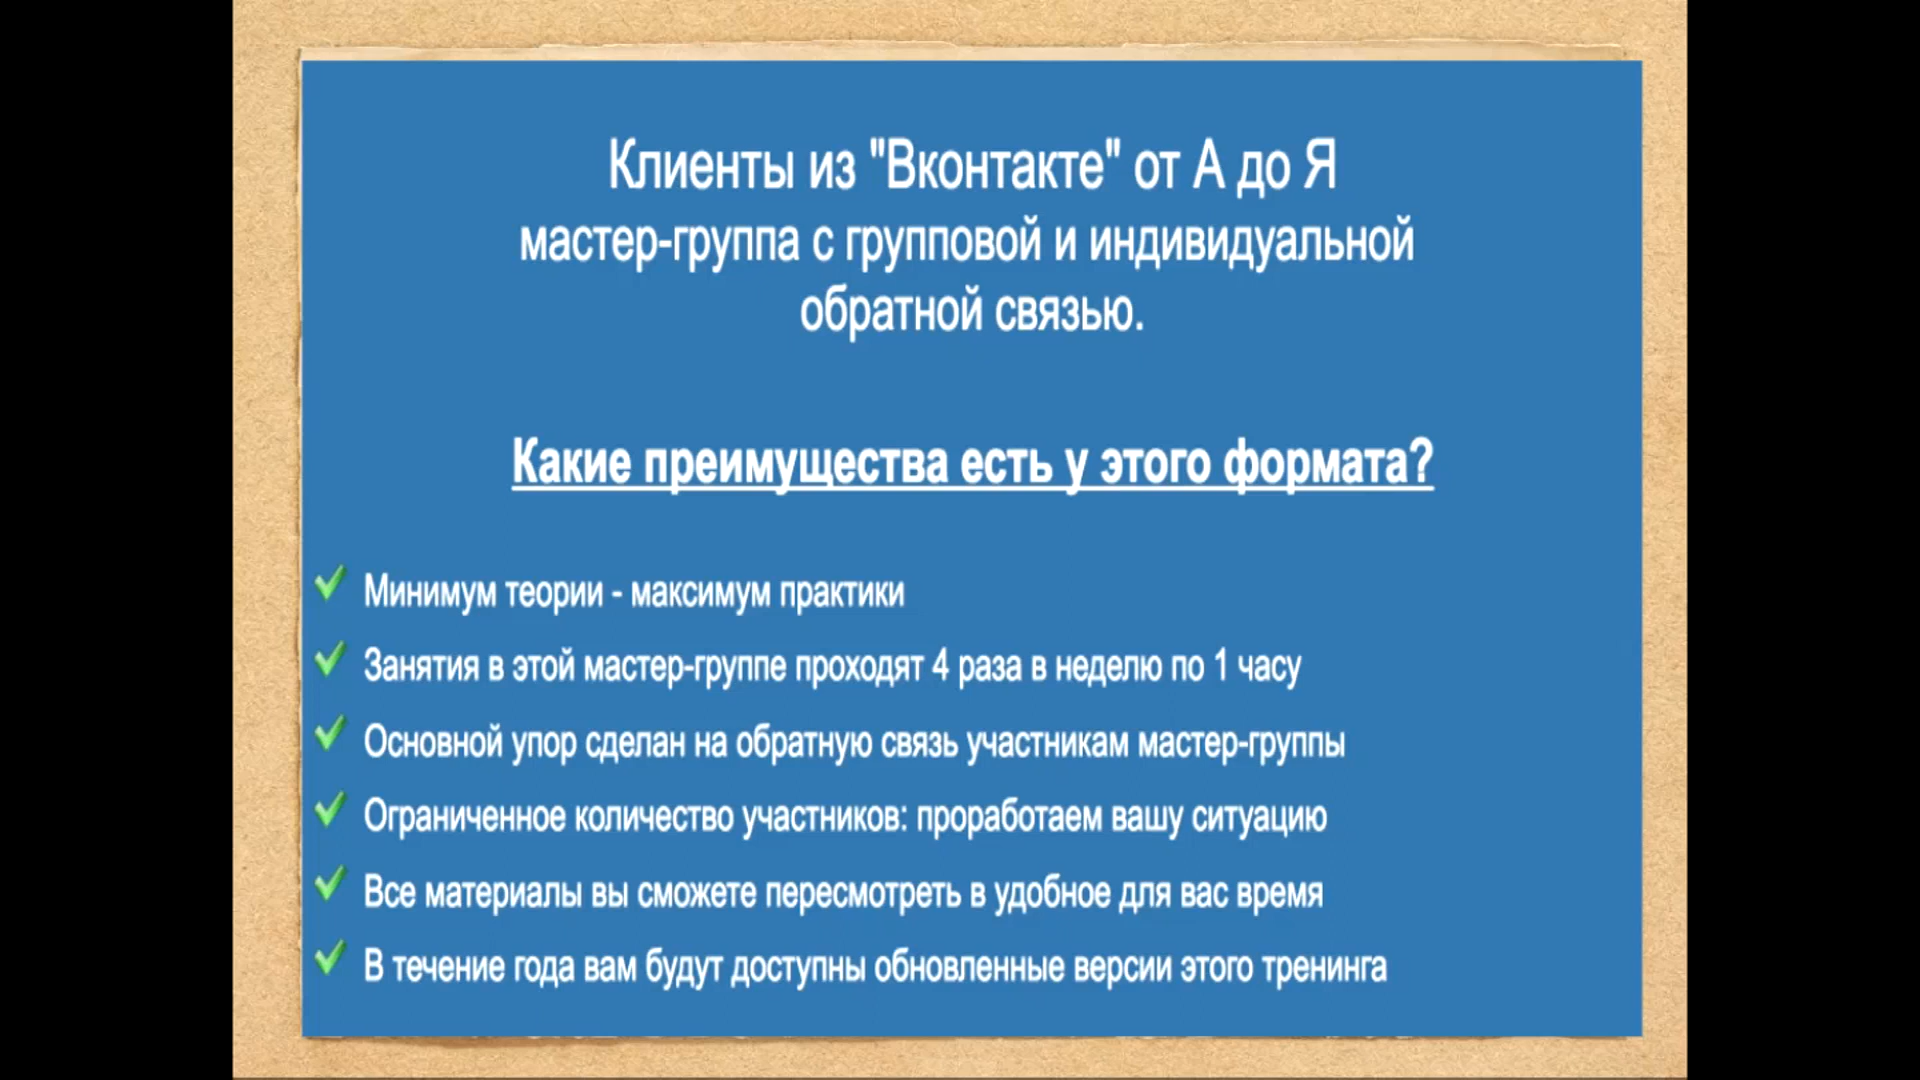 Клиенты из "Вконтакте" от А до Я
мастер-группа с групповой и индивидуальной
обратной связью.
Какие преимущества есть у этого формата?
Минимум теории - максимум практики
Занятия в этой мастер-группе проходят 4 раза в неделю по 1 часу
Основной упор сделан на обратную связь участникам мастер-группы
Ограниченное количество участников: проработаем вашу ситуацию
Все материалы вы сможете пересмотреть в удобное для вас время
В течение года вам будут доступны обновленные версии этого тренинга